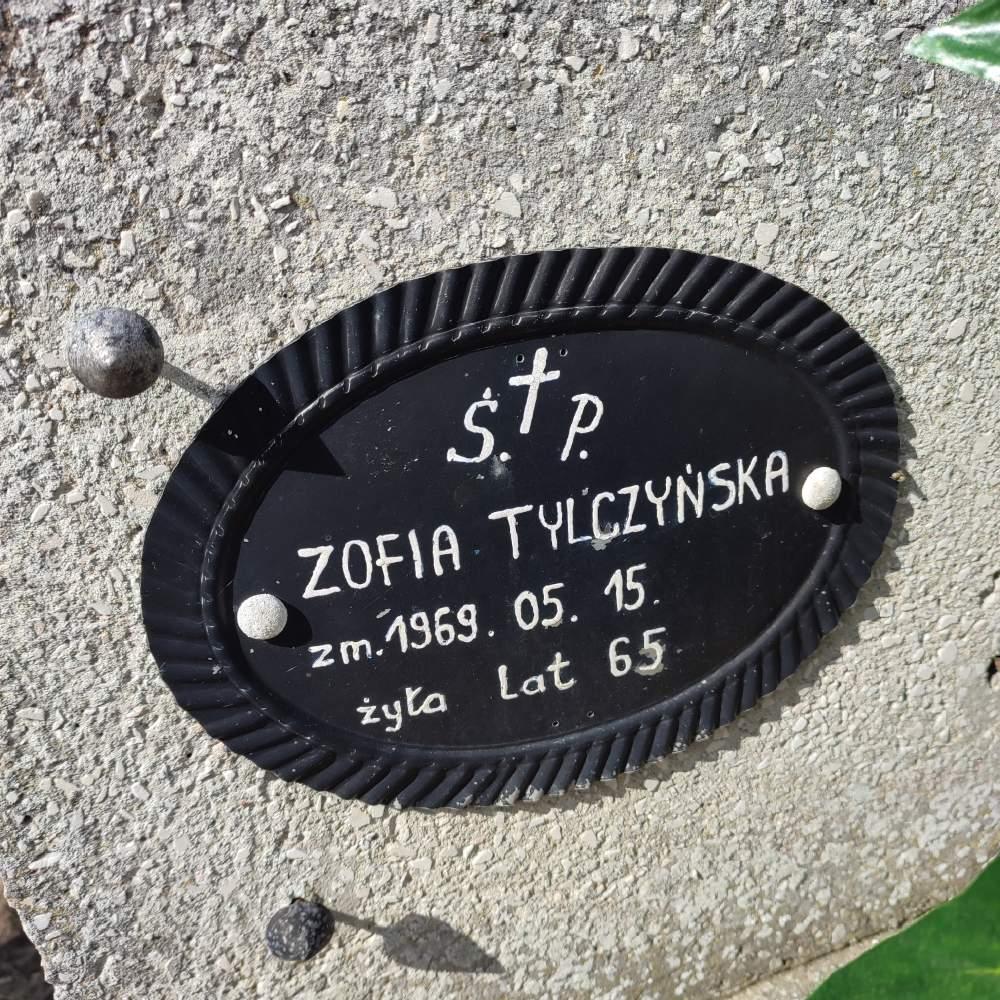 Ś. † P.
ZOFIA TYLCZYŃSKA
zm. 1969. 05. 15.
żyła lat 65